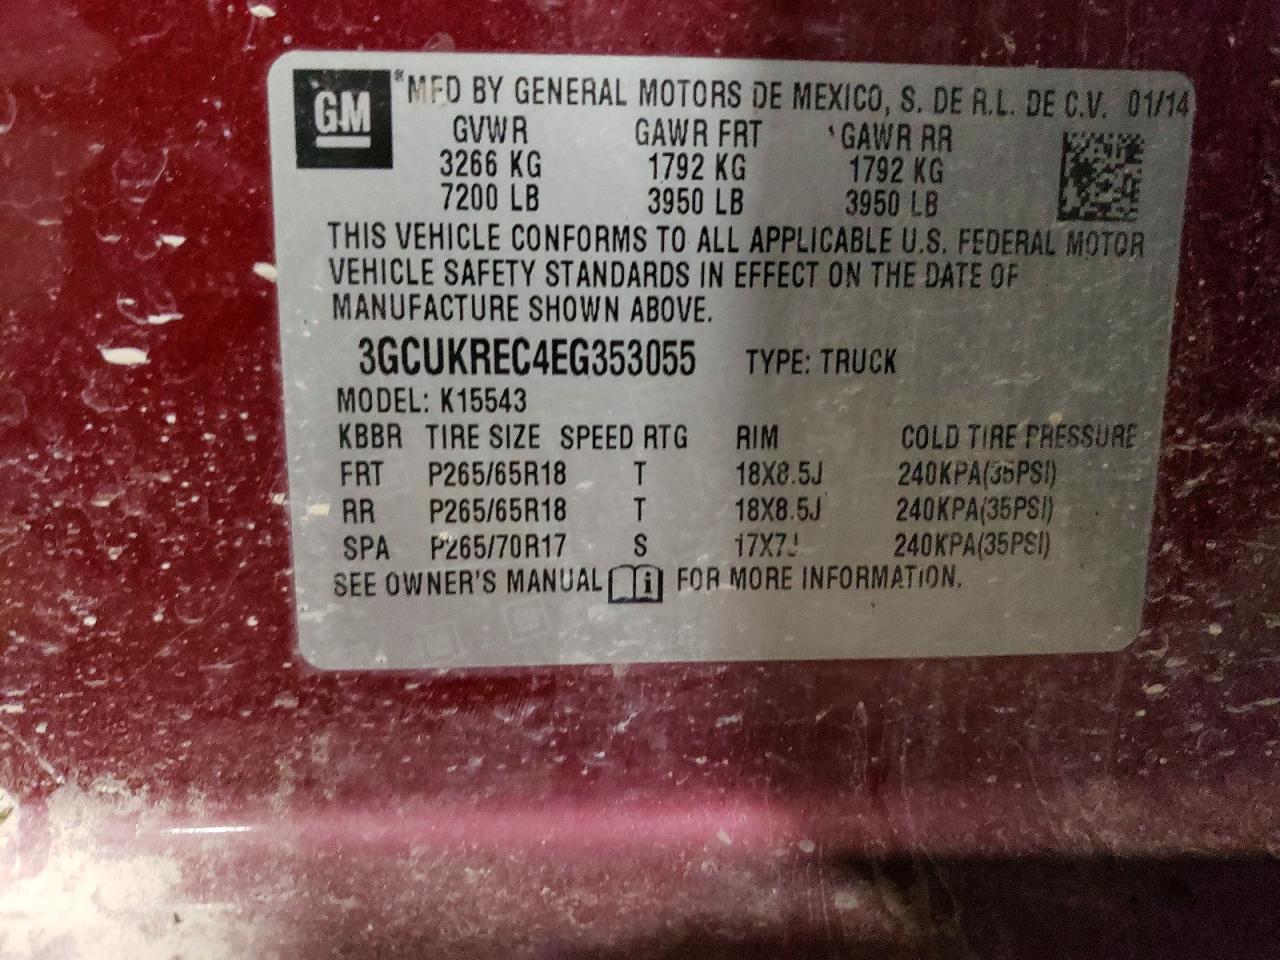 GM
*MFD BY GENERAL MOTORS DE MEXICO, S. DE R.L. DE C.V. 01/14
GVWR GAWR FRT GAWR RR
3266 KG 1792 KG 1792 KG
7200 LB 3950 LB 3950 LB
THIS VEHICLE CONFORMS TO ALL APPLICABLE U.S. FEDERAL MOTOR
VEHICLE SAFETY STANDARDS IN EFFECT ON THE DATE OF
MANUFACTURE SHOWN ABOVE.
3GCUKREC4EG353055 TYPE: TRUCK
MODEL: K15543
KBBR TIRE SIZE SPEED RTG RIM COLD TIRE PRESSURE
FRT P265/65R18 T 18X8.5J 240KPA(35PSI)
RR P265/65R18 T 18X8.5J 240KPA(35PSI)
SPA P265/70R17 S 17X7J 240KPA(35PSI)
SEE OWNER'S MANUAL i FOR MORE INFORMATION.